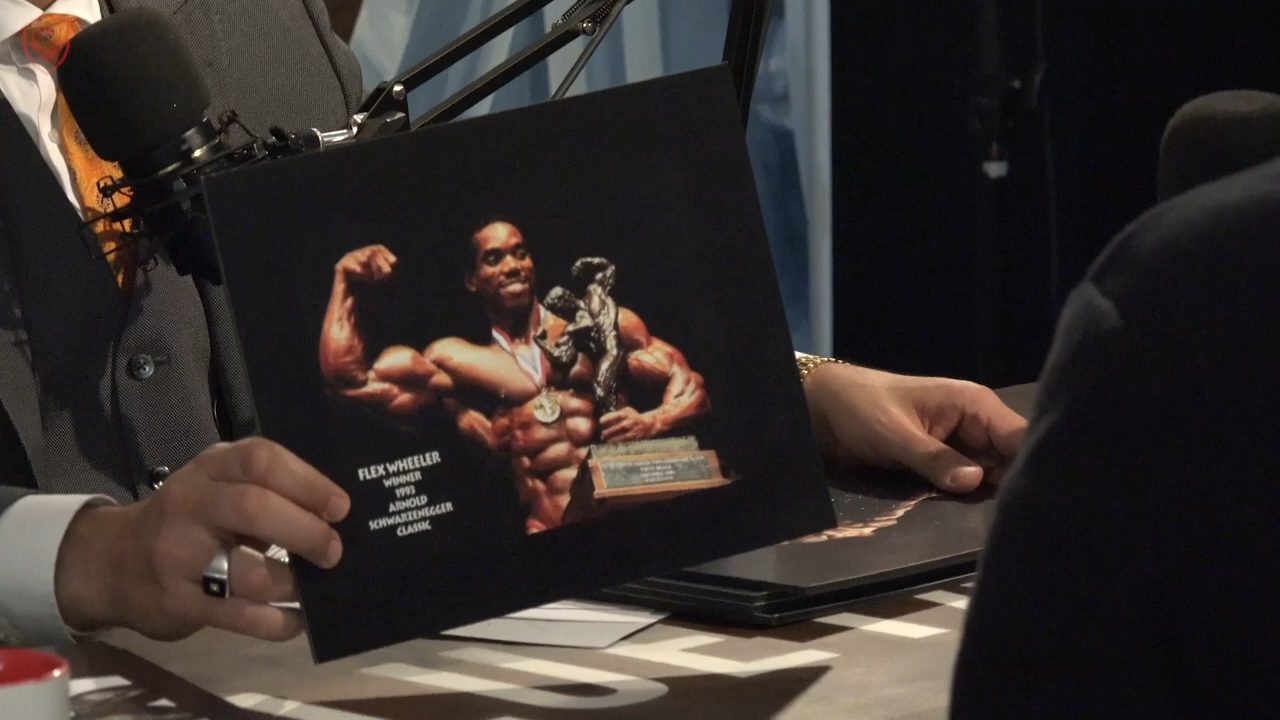 FLEX WHEELER
WINNER
1993
ARNOLD
SCHWARZENEGGER
CLASSIC